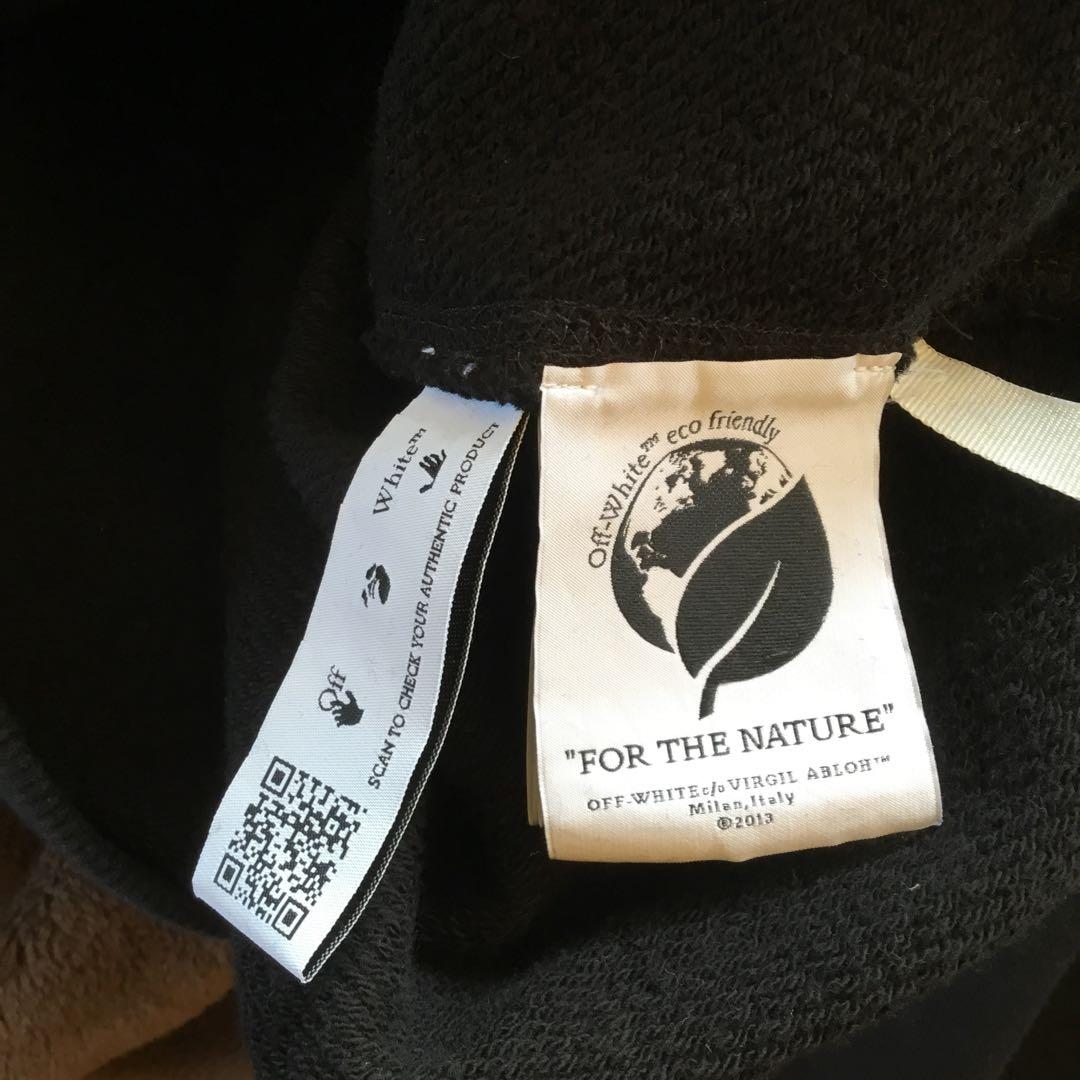 Off White™
SCAN TO CHECK YOUR AUTHENTIC PRODUCT
Off-White™ eco friendly
"FOR THE NATURE"
OFF-WHITE c/o VIRGIL ABLOH™
Milan, Italy
©2013